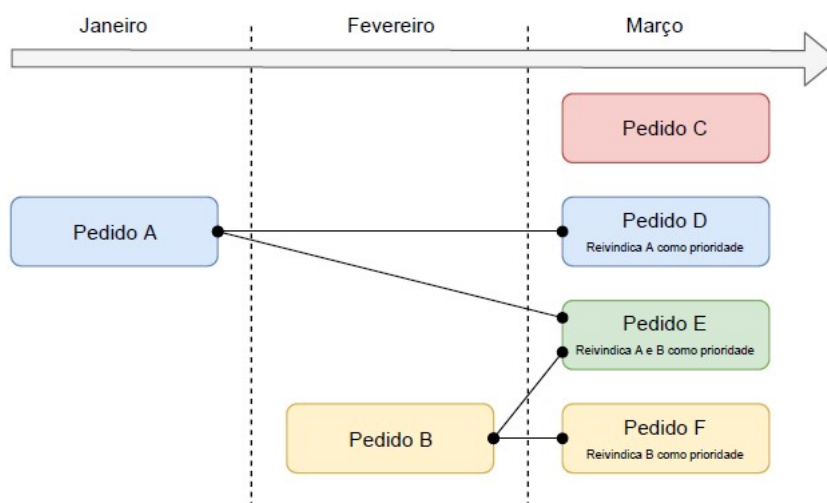 Janeiro
Fevereiro
Março
Pedido C
Pedido A
Pedido D
Reivindica A como prioridade
Pedido E
Reivindica A e B como prioridade
Pedido B
Pedido F
Reivindica B como prioridade